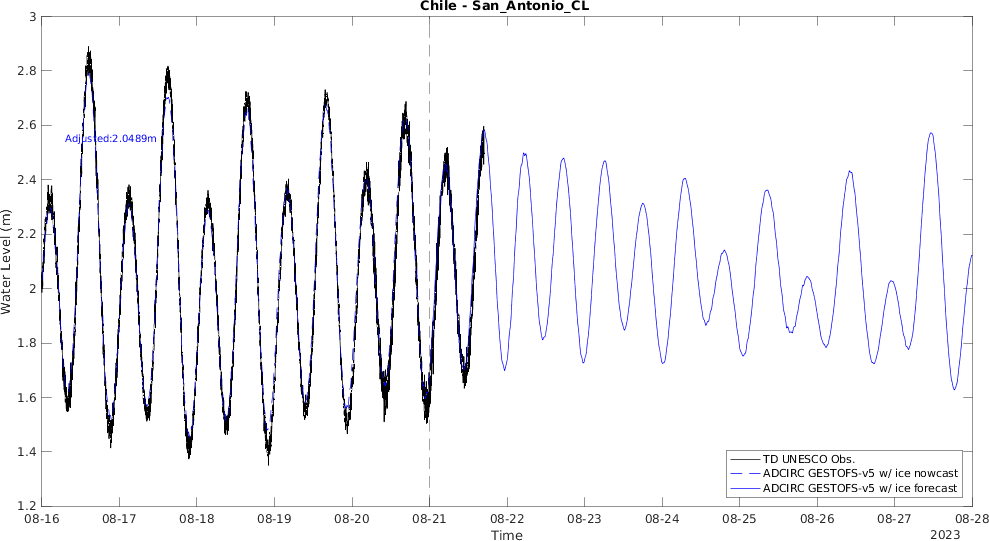 Chile - San_Antonio_CL
3
2.8
2.6
2.4
2.2
2
1.8
1.6
1.4
1.2
Water Level (m)
Adjusted:2.0489m
TD UNESCO Obs.
ADCIRC GESTOFS-v5 w/ ice nowcast
ADCIRC GESTOFS-v5 w/ ice forecast
08-16 08-17 08-18 08-19 08-20 08-21 08-22 08-23 08-24 08-25 08-26 08-27 08-28
Time
2023